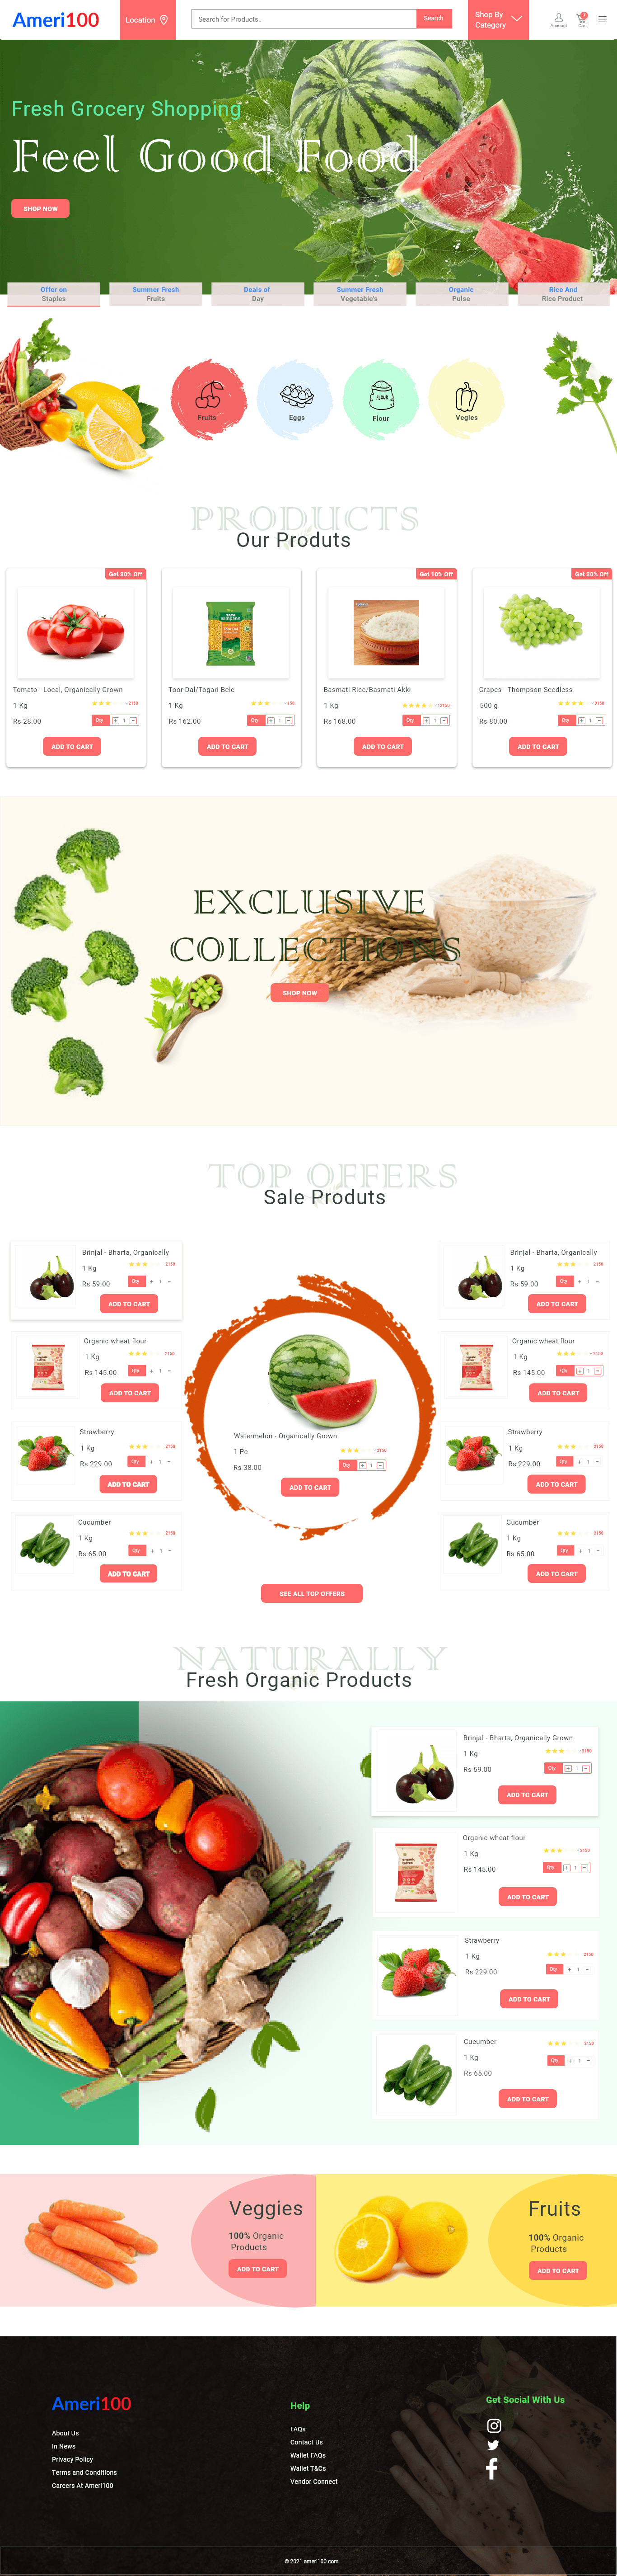 Ameri100
Location
Search for Products..
Search
Shop By
Category
Account
Cart
Fresh Grocery Shopping
Feel Good Food
SHOP NOW
Offer on
Staples
Summer Fresh
Fruits
Deals of
Day
Summer Fresh
Vegetable's
Organic
Pulse
Rice And
Rice Product
Fruits
Eggs
Flour
Vegies
PRODUCTS
Our Produts
Get 30% Off
Tomato - Local, Organically Grown
1 Kg
Rs 28.00
Qty
1
ADD TO CART
Toor Dal/Togari Bele
1 Kg
Rs 162.00
Qty
1
ADD TO CART
Get 10% Off
Basmati Rice/Basmati Akki
1 Kg
Rs 168.00
Qty
1
ADD TO CART
Get 30% Off
Grapes - Thompson Seedless
500 g
Rs 80.00
Qty
1
ADD TO CART
EXCLUSIVE
COLLECTIONS
SHOP NOW
TOP OFFERS
Sale Produts
Brinjal - Bharta, Organically
1 Kg
2150
Rs 59.00
Qty + 1 -
ADD TO CART
Organic wheat flour
1 Kg
2150
Rs 145.00
Qty + 1 -
ADD TO CART
Strawberry
1 Kg
2150
Rs 229.00
Qty + 1 -
ADD TO CART
Cucumber
1 Kg
2150
Rs 65.00
Qty + 1 -
ADD TO CART
Watermelon - Organically Grown
1 Pc
2150
Rs 38.00
Qty + 1 -
ADD TO CART
Brinjal - Bharta, Organically
1 Kg
2150
Rs 59.00
Qty + 1 -
ADD TO CART
Organic wheat flour
1 Kg
2150
Rs 145.00
Qty + 1 -
ADD TO CART
Strawberry
1 Kg
2150
Rs 229.00
Qty + 1 -
ADD TO CART
Cucumber
1 Kg
2150
Rs 65.00
Qty + 1 -
ADD TO CART
SEE ALL TOP OFFERS
NATURALLY
Fresh Organic Products
Brinjal - Bharta, Organically Grown
1 Kg
2150
Rs 59.00
Qty + 1 -
ADD TO CART
Organic wheat flour
1 Kg
2150
Rs 145.00
Qty + 1 -
ADD TO CART
Strawberry
1 Kg
2150
Rs 229.00
Qty + 1 -
ADD TO CART
Cucumber
1 Kg
2150
Rs 65.00
Qty + 1 -
ADD TO CART
Veggies
100% Organic
Products
ADD TO CART
Fruits
100% Organic
Products
ADD TO CART
Ameri100
About Us
In News
Privacy Policy
Terms and Conditions
Careers At Ameri100
Help
FAQs
Contact Us
Wallet FAQs
Wallet T&Cs
Vendor Connect
Get Social With Us
© 2021 ameri100.com